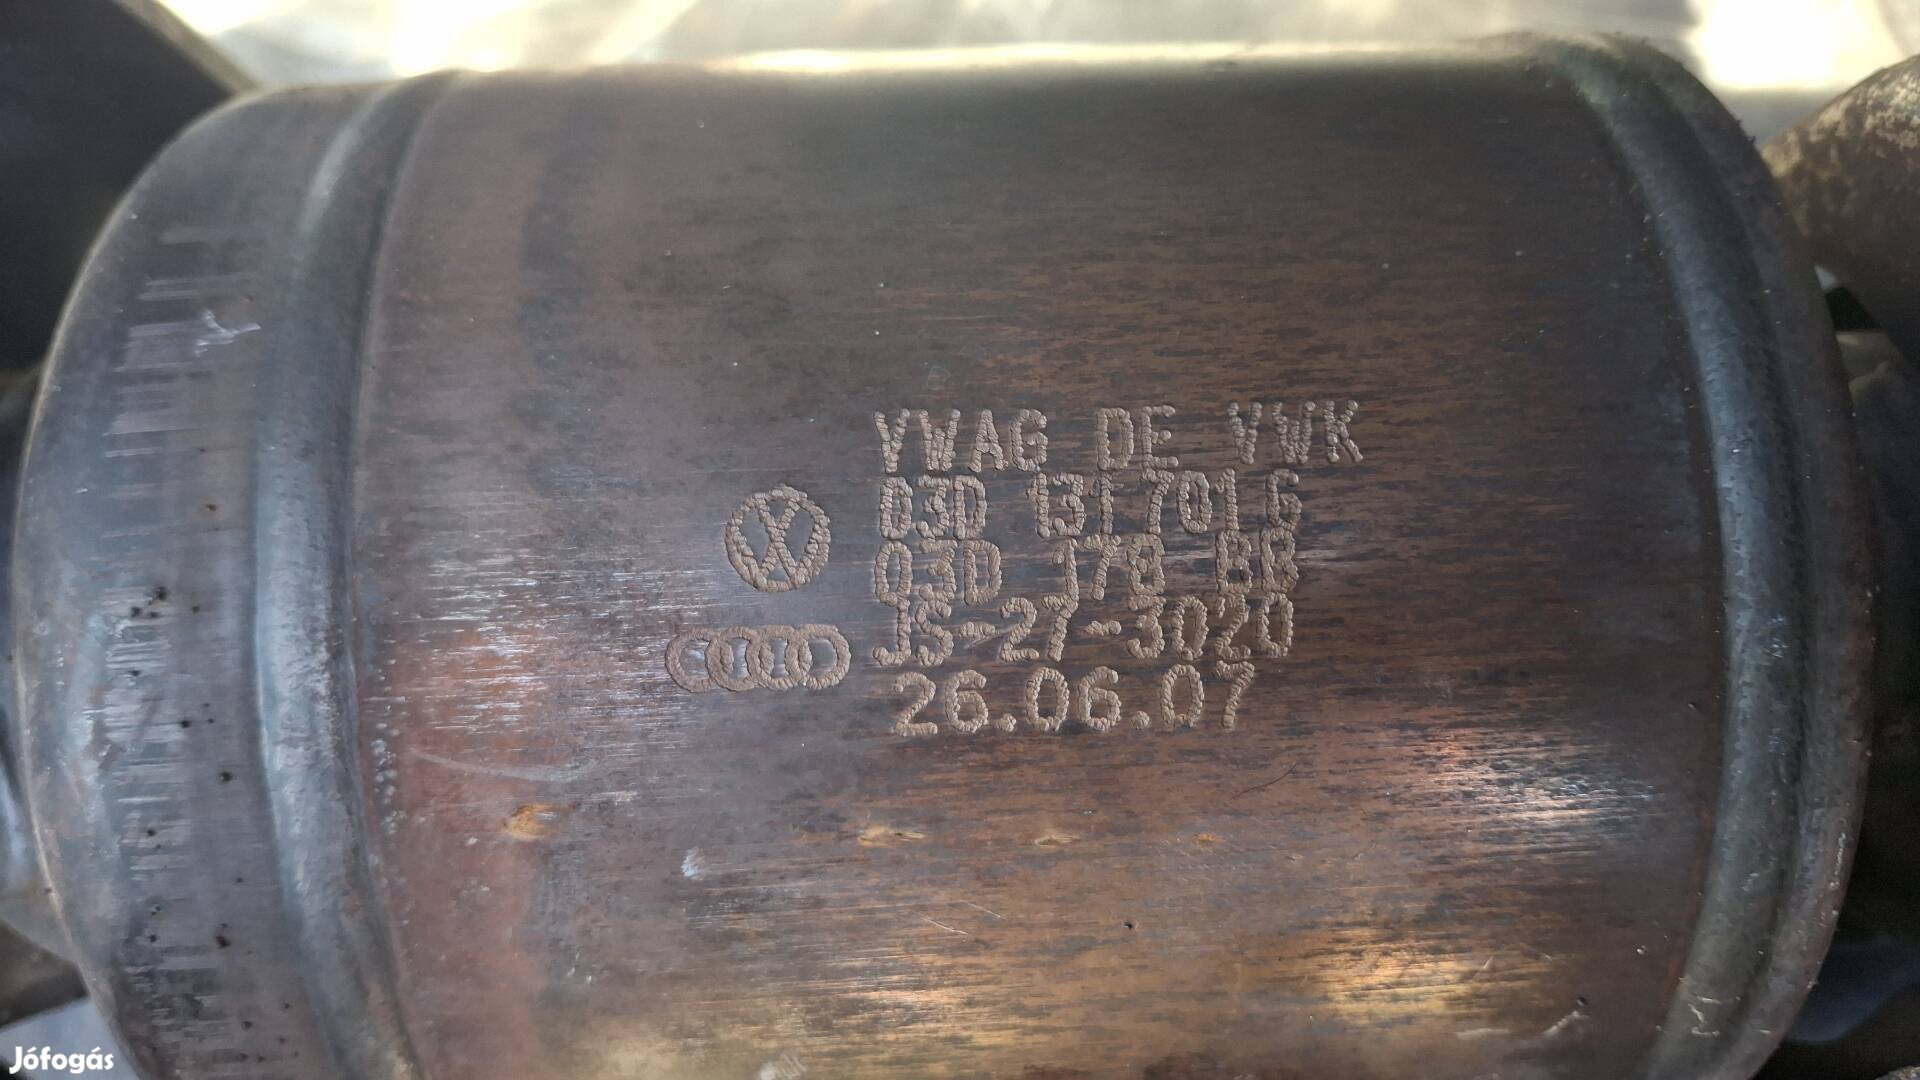 VWAG DE VWK
03D 131 701 G
03D 178 BB
JS-27-3020
26.06.07
Jófogás